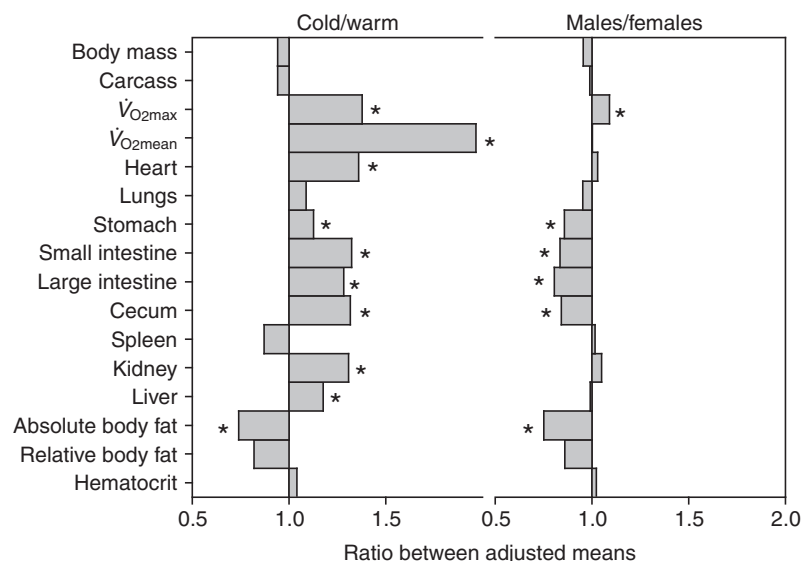 Cold/warm Males/females
Body mass
Carcass
V̇O2max *
V̇O2mean *
Heart *
Lungs
Stomach * *
Small intestine * *
Large intestine * *
Cecum * *
Spleen
Kidney *
Liver *
Absolute body fat * *
Relative body fat
Hematocrit
0.5 1.0 1.5 0.5 1.0 1.5 2.0
Ratio between adjusted means